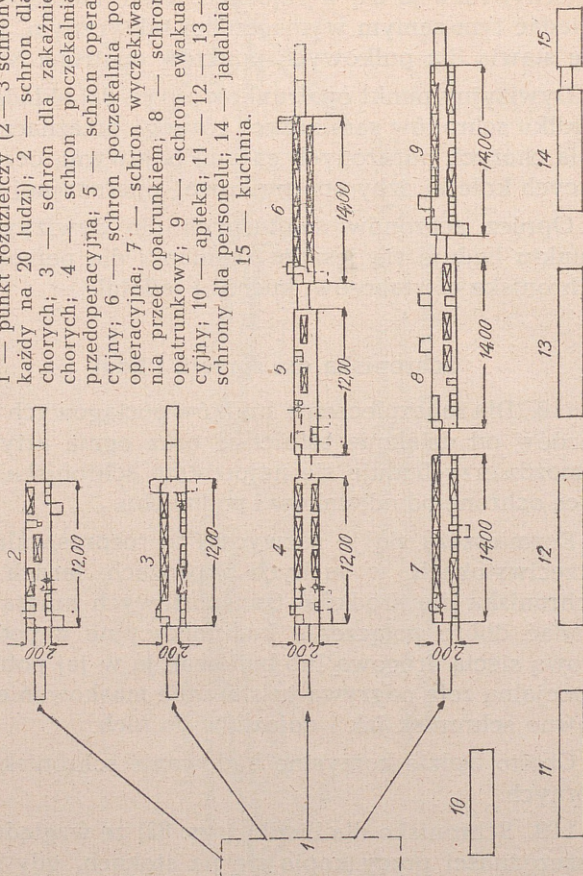 1 — punkt rozdzielczy (2 — 3 schrony
każdy na 20 ludzi); 2 — schron dla
chorych; 3 — schron dla zakaźnie
chorych; 4 — schron poczekalnia
przedoperacyjna; 5 — schron opera
cyjny; 6 — schron poczekalnia po
operacyjna; 7 — schron wyczekiwa
nia przed opatrunkiem; 8 — schron
opatrunkowy; 9 — schron ewakua
cyjny; 10 — apteka; 11 — 12 — 13 —
schrony dla personelu; 14 — jadalnia
15 — kuchnia.
2
2,00
12,00
3
2,00
12,00
4
5
6
2,00
12,00
12,00
14,00
7
8
9
2,00
14,00
14,00
14,00
1
10
11
12
13
14
15